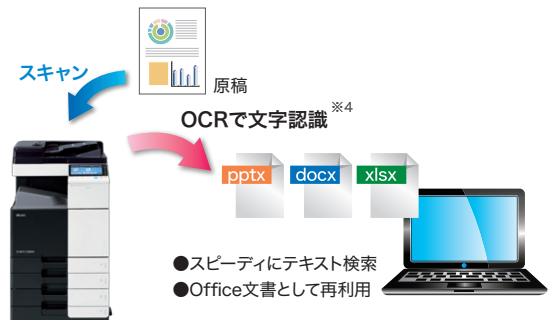 スキャン
原稿
OCRで文字認識※4
pptx
docx
xlsx
●スピーディにテキスト検索
●Office文書として再利用